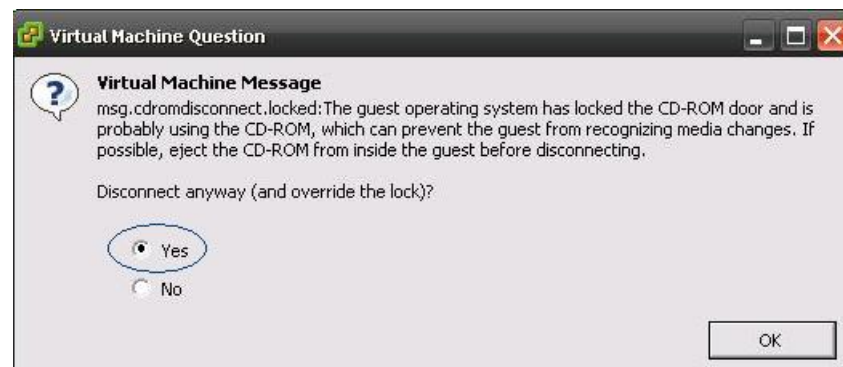 Virtual Machine Question
Virtual Machine Message
msg.cdromdisconnect.locked:The guest operating system has locked the CD-ROM door and is
probably using the CD-ROM, which can prevent the guest from recognizing media changes. If
possible, eject the CD-ROM from inside the guest before disconnecting.
Disconnect anyway (and override the lock)?
Yes
No
OK